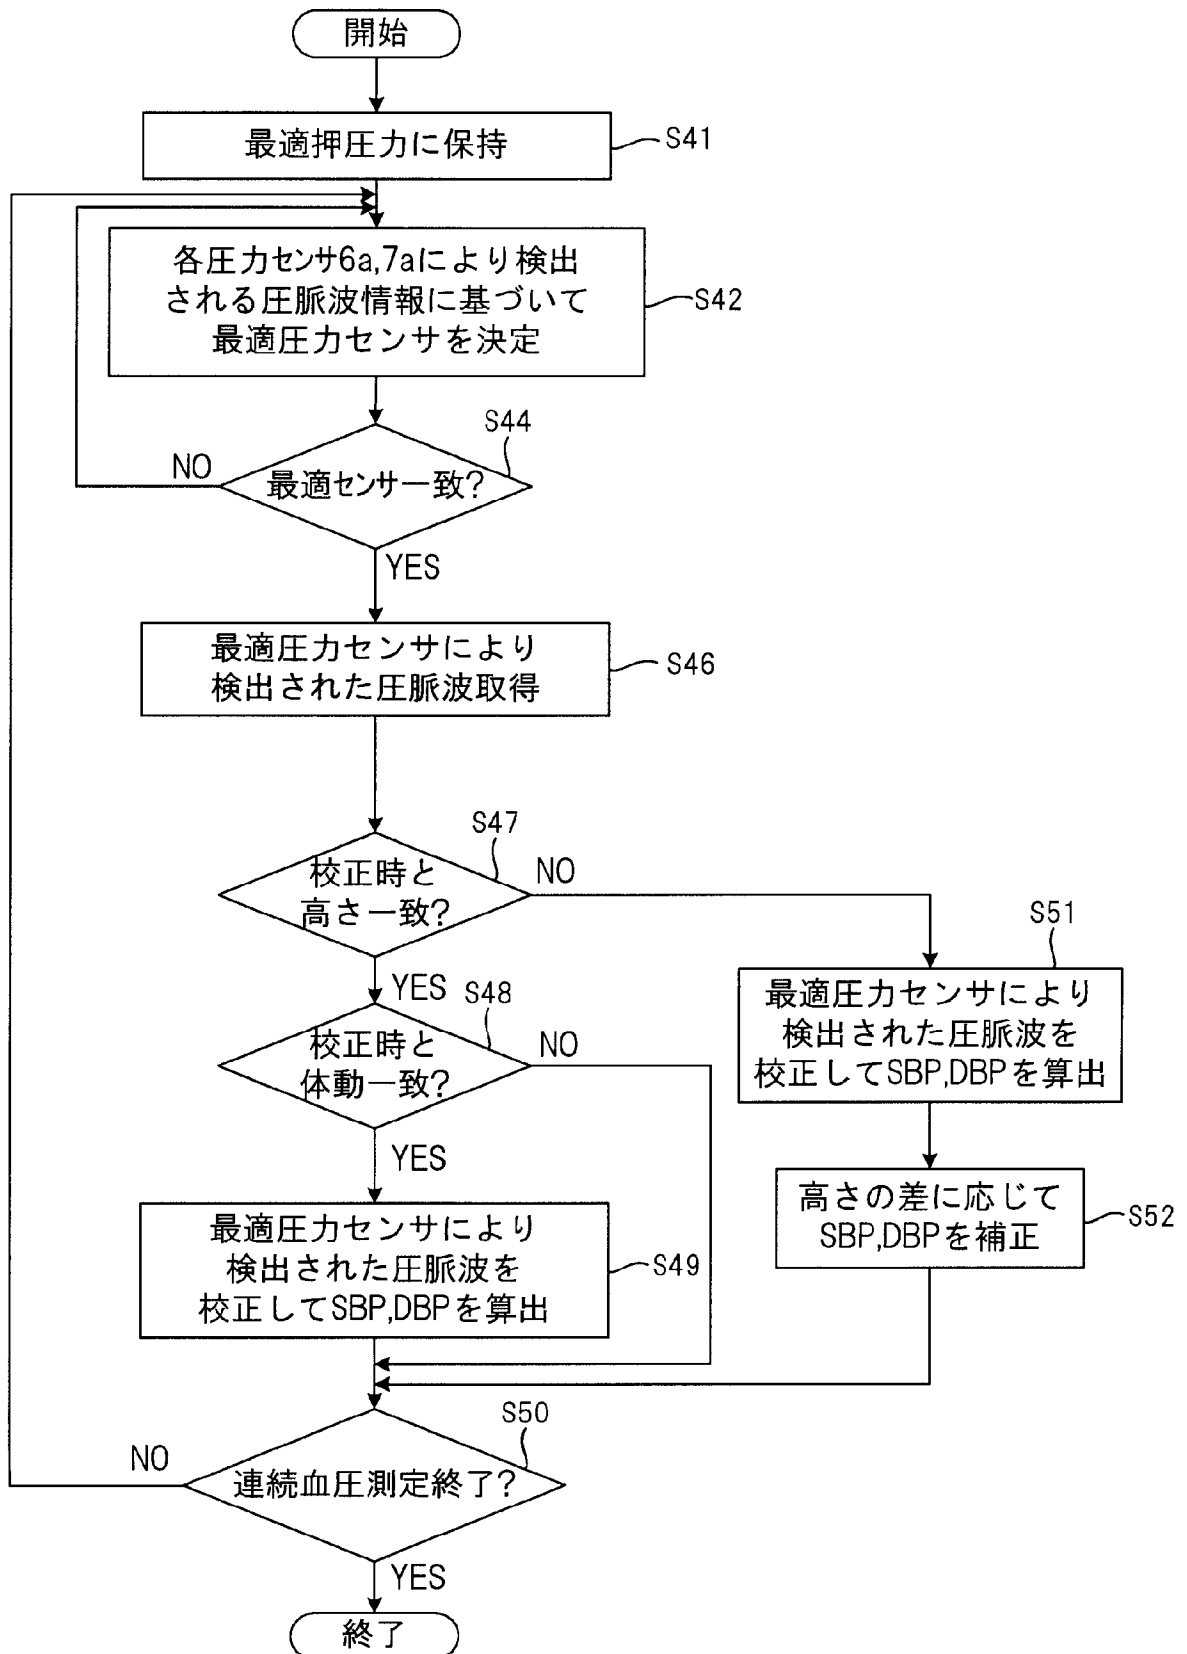 開始
最適押圧力に保持
S41
各圧力センサ6a,7aにより検出
される圧脈波情報に基づいて
最適圧力センサを決定
S42
S44
最適センサ一致?
NO
YES
最適圧力センサにより
検出された圧脈波取得
S46
S47
校正時と
高さ一致?
NO
YES
S48
校正時と
体動一致?
NO
YES
S51
最適圧力センサにより
検出された圧脈波を
校正してSBP,DBPを算出
高さの差に応じて
SBP,DBPを補正
S52
最適圧力センサにより
検出された圧脈波を
校正してSBP,DBPを算出
S49
S50
連続血圧測定終了?
NO
YES
終了